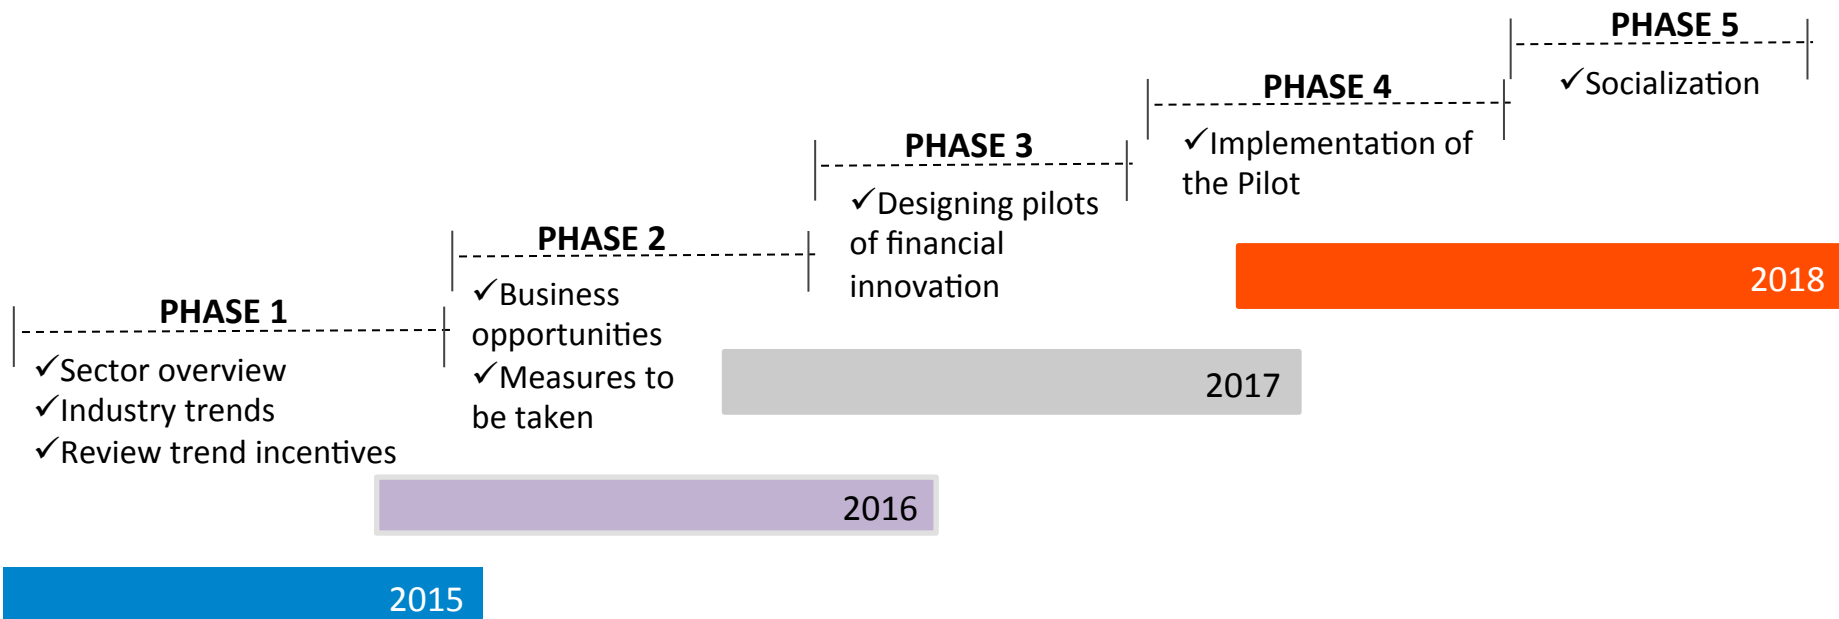 PHASE 1
✓Sector overview
✓Industry trends
✓Review trend incentives
PHASE 2
✓Business
opportunities
✓Measures to
be taken
PHASE 3
✓Designing pilots
of financial
innovation
PHASE 4
✓Implementation of
the Pilot
PHASE 5
✓Socialization
2015
2016
2017
2018